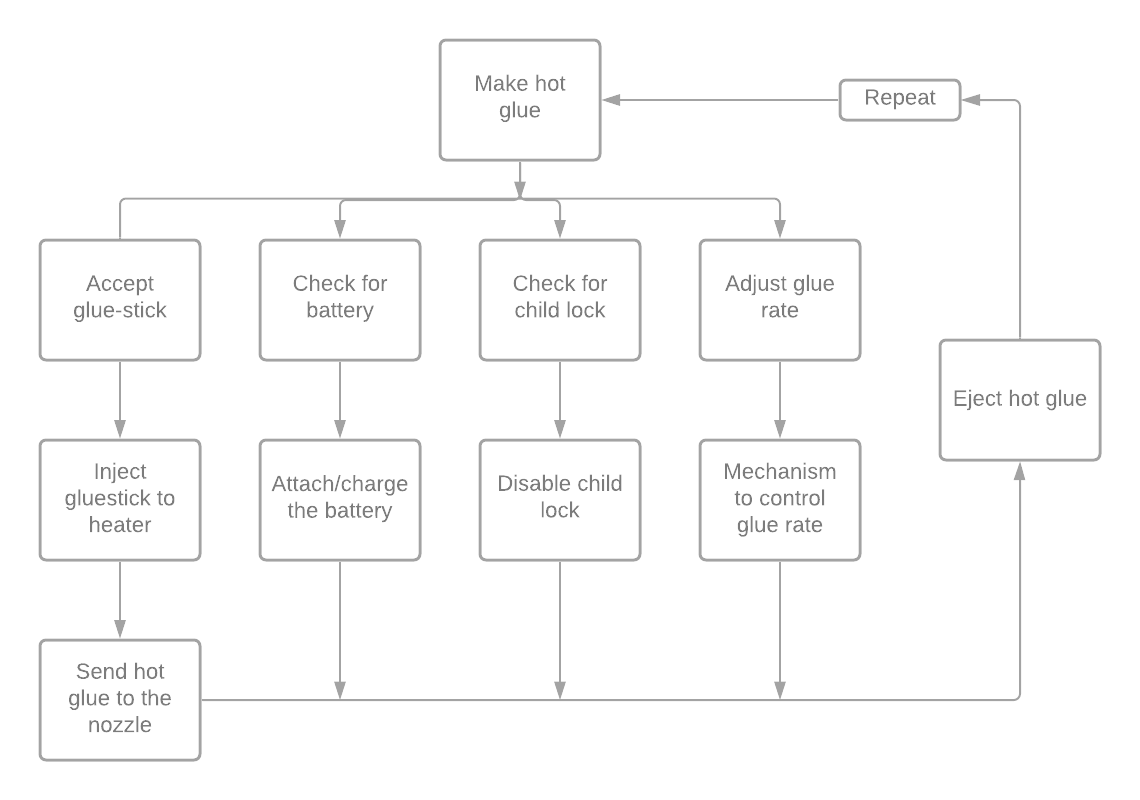 Make hot
glue
Repeat
Accept
glue-stick
Check for
battery
Check for
child lock
Adjust glue
rate
Eject hot glue
Inject
gluestick to
heater
Attach/charge
the battery
Disable child
lock
Mechanism
to control
glue rate
Send hot
glue to the
nozzle